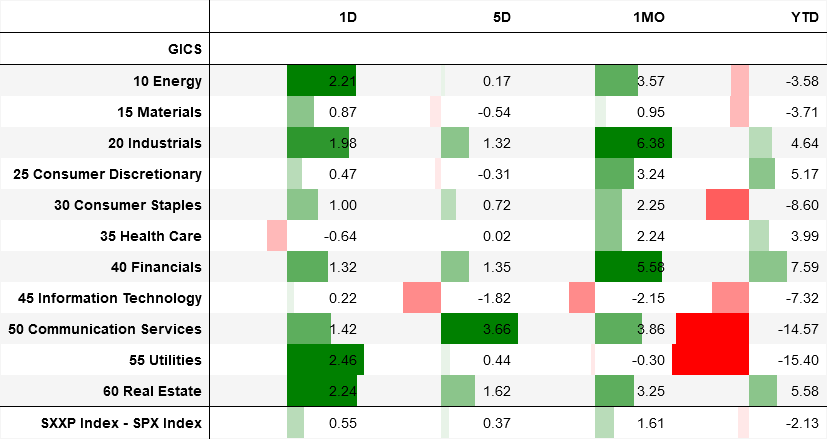 1D 5D 1MO YTD
GICS
10 Energy 2.21 0.17 3.57 -3.58
15 Materials 0.87 -0.54 0.95 -3.71
20 Industrials 1.98 1.32 6.38 4.64
25 Consumer Discretionary 0.47 -0.31 3.24 5.17
30 Consumer Staples 1.00 0.72 2.25 -8.60
35 Health Care -0.64 0.02 2.24 3.99
40 Financials 1.32 1.35 5.58 7.59
45 Information Technology 0.22 -1.82 -2.15 -7.32
50 Communication Services 1.42 3.66 3.86 -14.57
55 Utilities 2.46 0.44 -0.30 -15.40
60 Real Estate 2.24 1.62 3.25 5.58
SXXP Index - SPX Index 0.55 0.37 1.61 -2.13